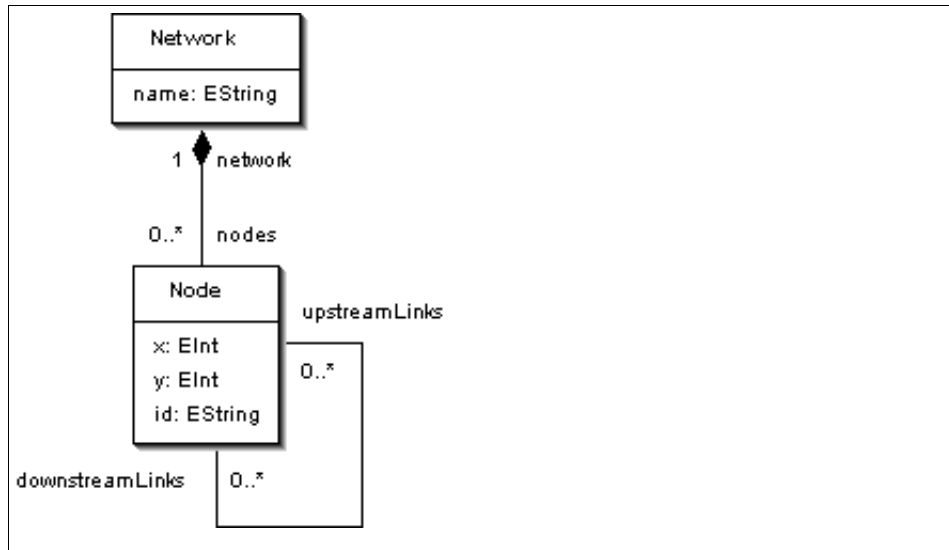 Network
name: EString
1 network
0..* nodes
Node
upstreamLinks
x: EInt
0..*
y: EInt
id: EString
downstreamLinks 0..*